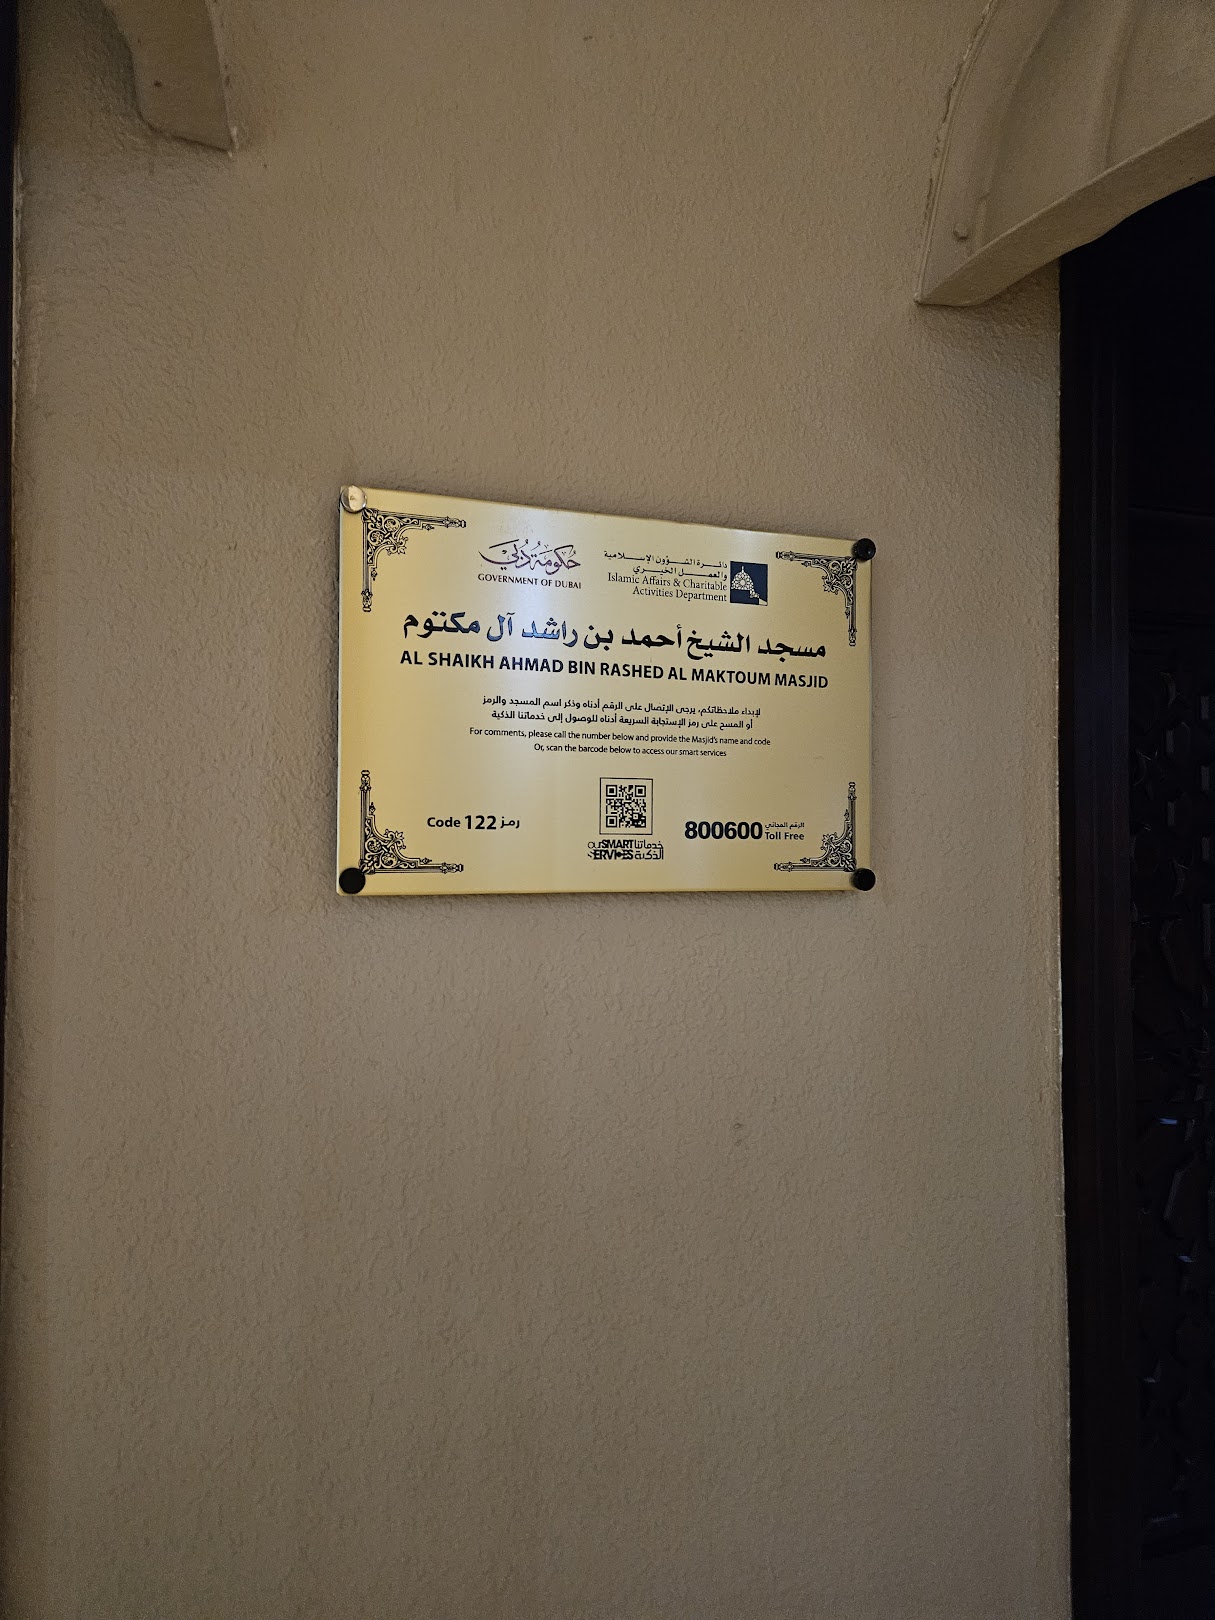 حكومة دبي
GOVERNMENT OF DUBAI
دائرة الشؤون الإسلامية
والعمل الخيري
Islamic Affairs & Charitable
Activities Department
مسجد الشيخ أحمد بن راشد آل مكتوم
AL SHAIKH AHMAD BIN RASHED AL MAKTOUM MASJID
لإبداء ملاحظاتكم، يرجى الإتصال على الرقم أدناه وذكر اسم المسجد والرمز
أو المسح على رمز الإستجابة السريعة أدناه للوصول إلى خدماتنا الذكية
For comments, please call the number below and provide the Masjid's name and code
Or, scan the barcode below to access our smart services
Code 122 رمز
ourSMART خدماتنا
SERVICES الذكية
800600 الرقم المجاني
Toll Free